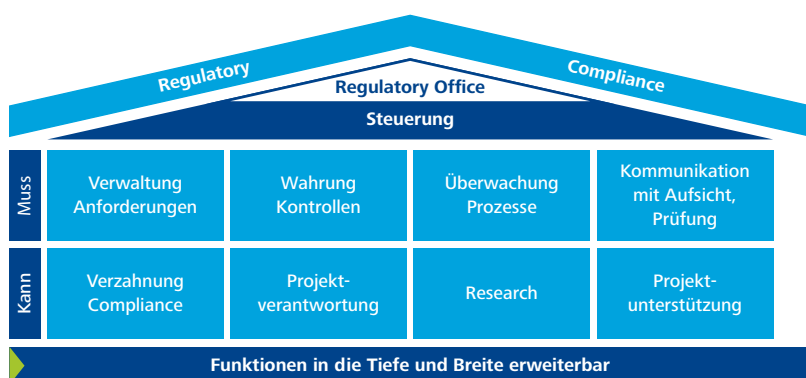 Regulatory
Compliance
Regulatory Office
Steuerung
Muss
Verwaltung
Anforderungen
Wahrung
Kontrollen
Überwachung
Prozesse
Kommunikation
mit Aufsicht,
Prüfung
Kann
Verzahnung
Compliance
Projekt-
verantwortung
Research
Projekt-
unterstützung
Funktionen in die Tiefe und Breite erweiterbar